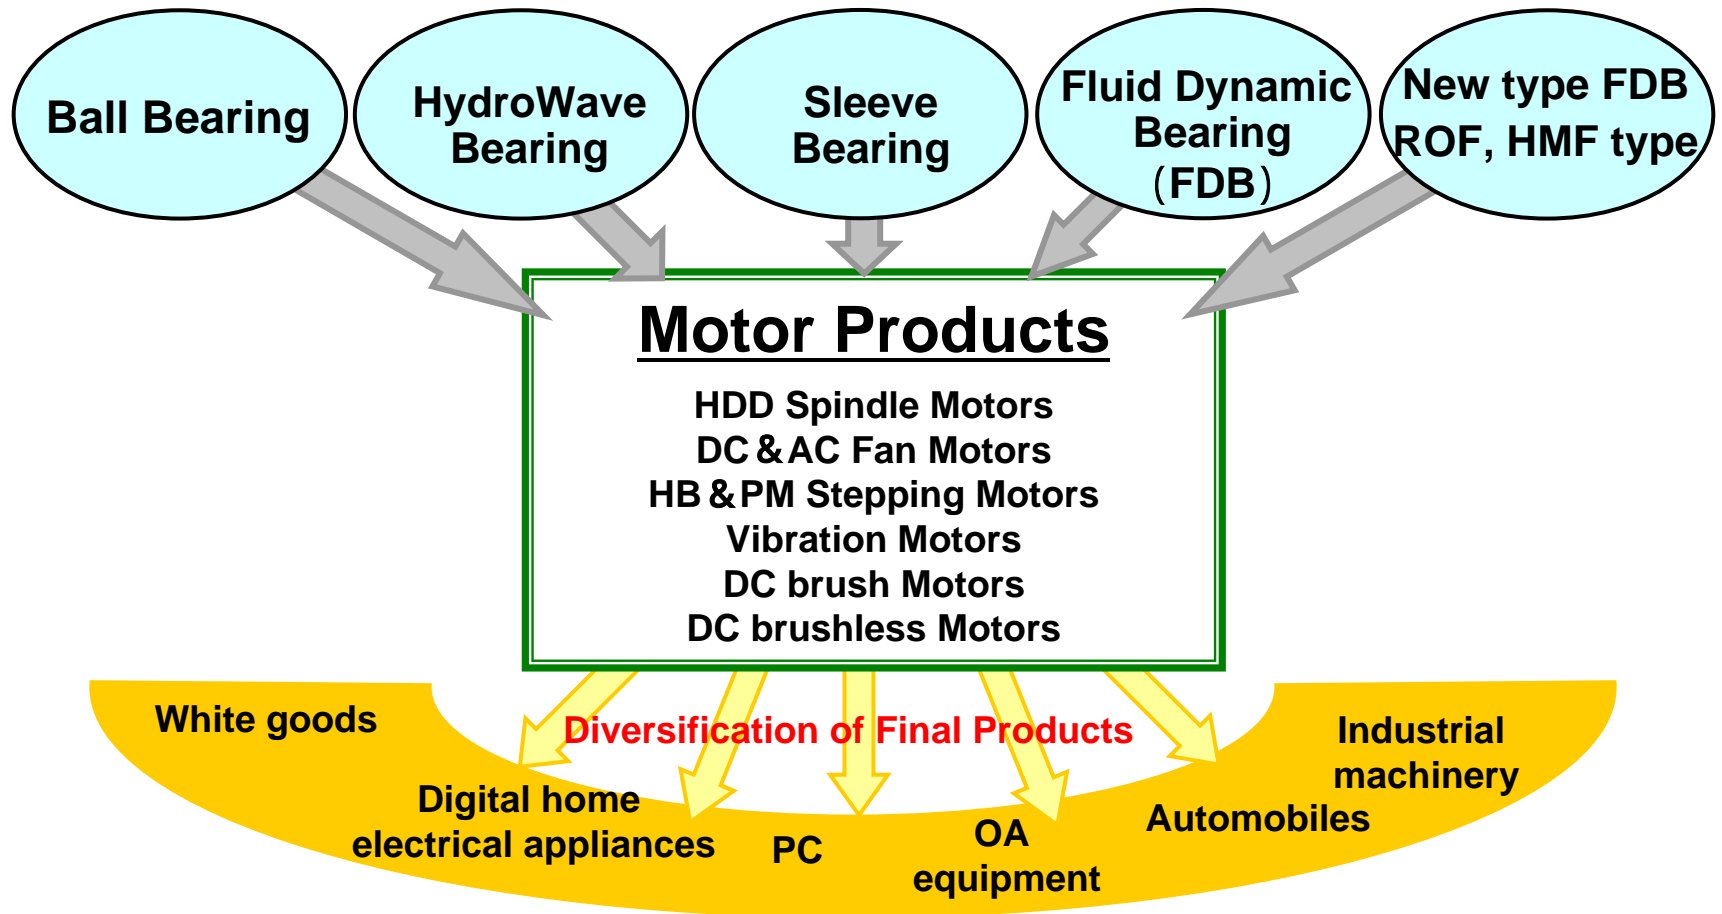 Ball Bearing
HydroWave
Bearing
Sleeve
Bearing
Fluid Dynamic
Bearing
（FDB）
New type FDB
ROF, HMF type
Motor Products
HDD Spindle Motors
DC＆AC Fan Motors
HB＆PM Stepping Motors
Vibration Motors
DC brush Motors
DC brushless Motors
Diversification of Final Products
White goods
Digital home
electrical appliances
PC
OA
equipment
Automobiles
Industrial
machinery